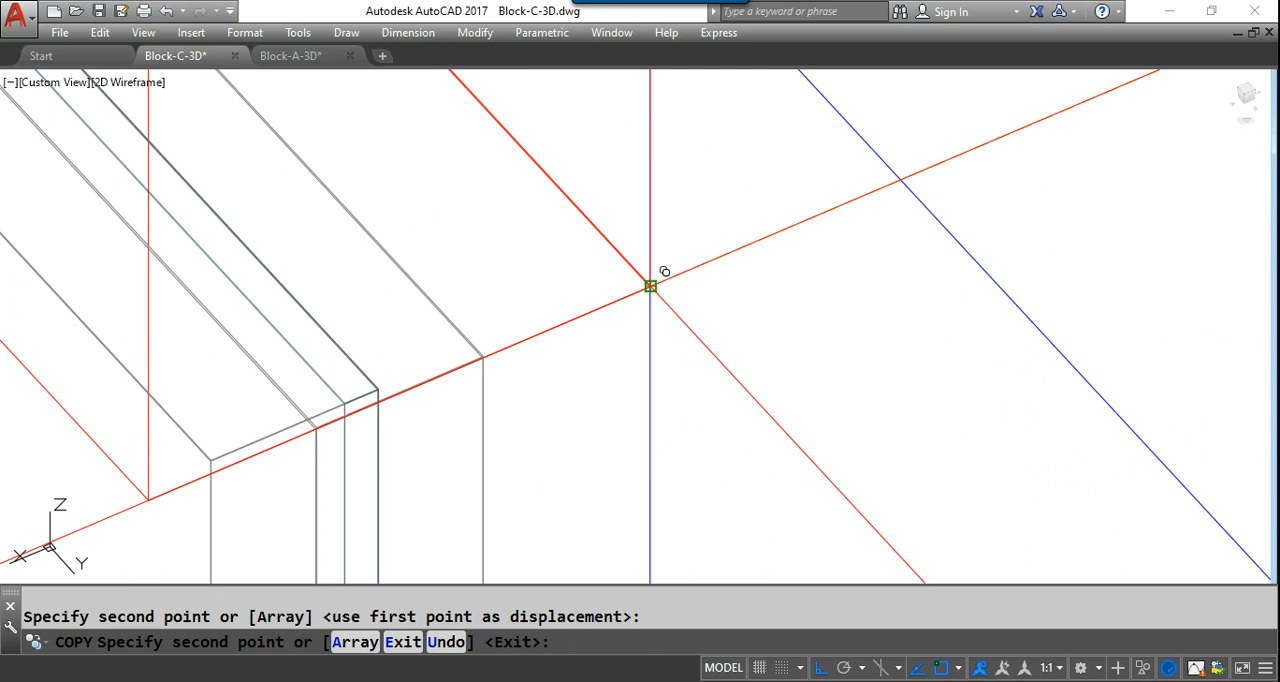 Autodesk AutoCAD 2017 Block-C-3D.dwg
Type a keyword or phrase
Sign In
File Edit View Insert Format Tools Draw Dimension Modify Parametric Window Help Express
Start Block-C-3D* Block-A-3D*
[−][Custom View][2D Wireframe]
Z
X
Y
Specify second point or [Array] <use first point as displacement>:
COPY Specify second point or [Array Exit Undo] <Exit>:
MODEL 1:1